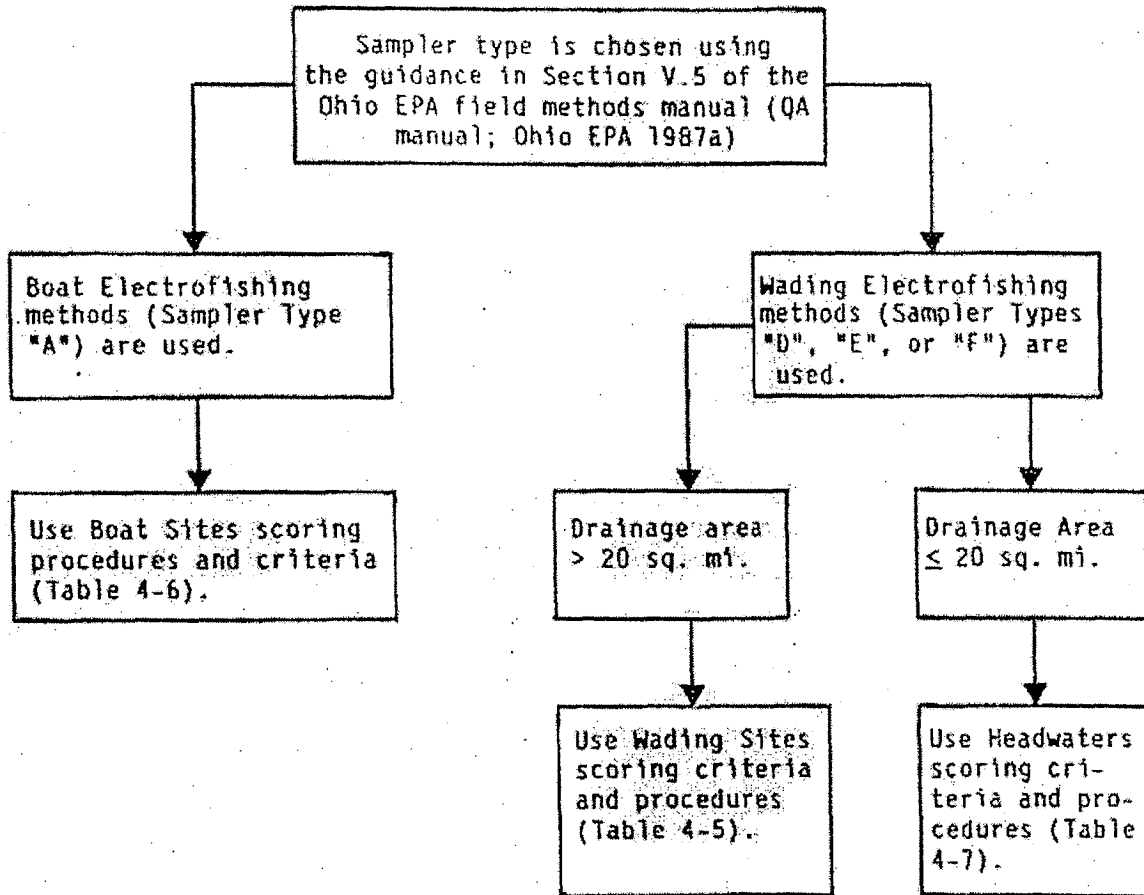 Sampler type is chosen using
the guidance in Section V.5 of the
Ohio EPA field methods manual (QA
manual; Ohio EPA 1987a)
Boat Electrofishing
methods (Sampler Type
"A") are used.
Wading Electrofishing
methods (Sampler Types
"D", "E", or "F") are
used.
Use Boat Sites scoring
procedures and criteria
(Table 4-6).
Drainage area
> 20 sq. mi.
Drainage Area
≤ 20 sq. mi.
Use Wading Sites
scoring criteria
and procedures
(Table 4-5).
Use Headwaters
scoring cri-
teria and pro-
cedures (Table
4-7).